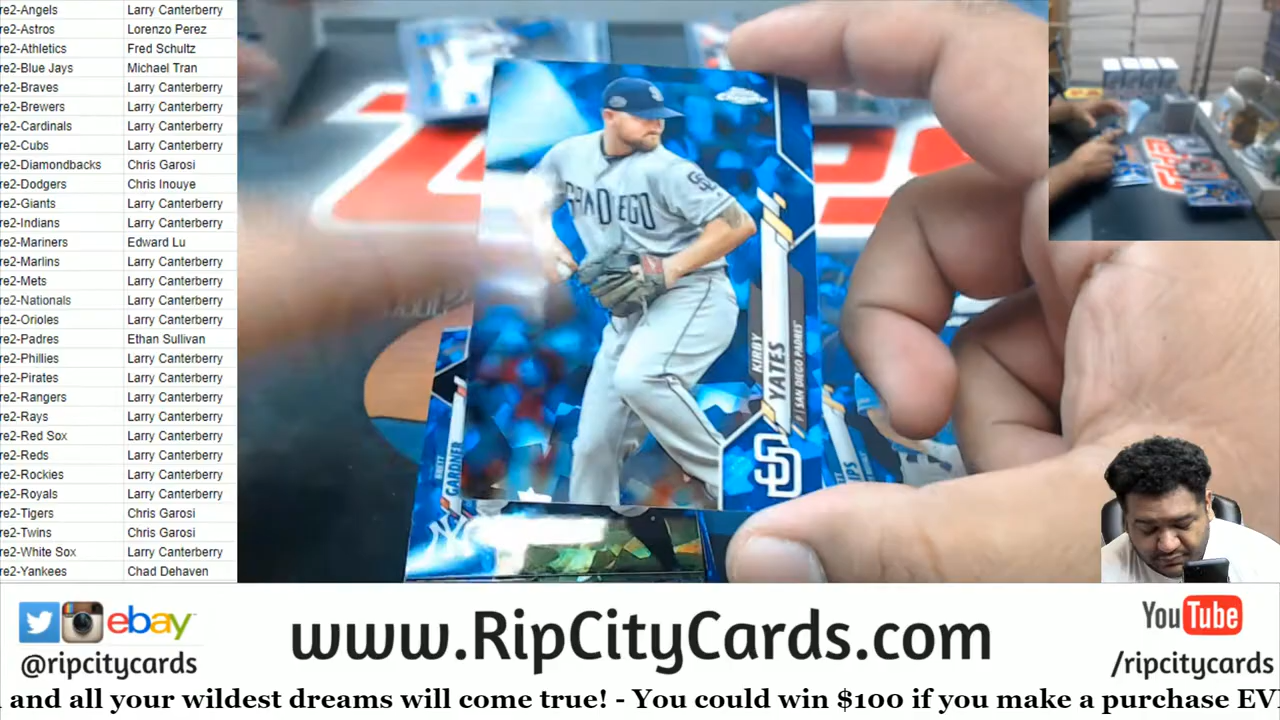 re2-Angels Larry Canterberry
re2-Astros Lorenzo Perez
re2-Athletics Fred Schultz
re2-Blue Jays Michael Tran
re2-Braves Larry Canterberry
re2-Brewers Larry Canterberry
re2-Cardinals Larry Canterberry
re2-Cubs Larry Canterberry
re2-Diamondbacks Chris Garosi
re2-Dodgers Chris Inouye
re2-Giants Larry Canterberry
re2-Indians Larry Canterberry
re2-Mariners Edward Lu
re2-Marlins Larry Canterberry
re2-Mets Larry Canterberry
re2-Nationals Larry Canterberry
re2-Orioles Larry Canterberry
re2-Padres Ethan Sullivan
re2-Phillies Larry Canterberry
re2-Pirates Larry Canterberry
re2-Rangers Larry Canterberry
re2-Rays Larry Canterberry
re2-Red Sox Larry Canterberry
re2-Reds Larry Canterberry
re2-Rockies Larry Canterberry
re2-Royals Larry Canterberry
re2-Tigers Chris Garosi
re2-Twins Chris Garosi
re2-White Sox Larry Canterberry
re2-Yankees Chad Dehaven
SAN DIEGO
KIRBY
YATES
P | SAN DIEGO PADRES
SD
BRETT
GARDNER
NY
ebay
@ripcitycards
www.RipCityCards.com
YouTube
/ripcitycards
and all your wildest dreams will come true! - You could win $100 if you make a purchase EV